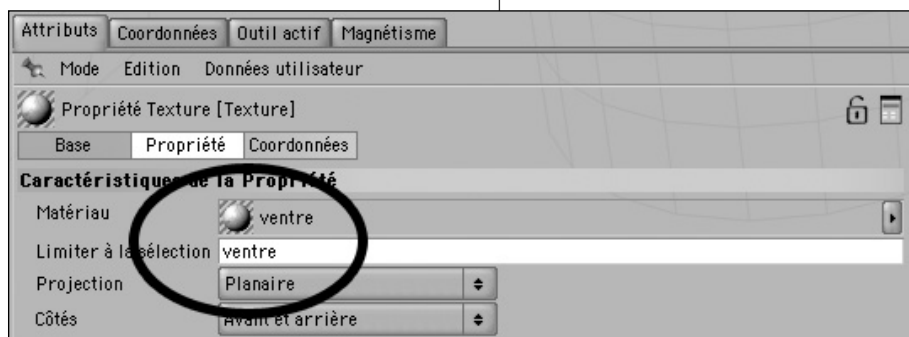 Attributs Coordonnées Outil actif Magnétisme
Mode Edition Données utilisateur
Propriété Texture [Texture]
Base Propriété Coordonnées
Caractéristiques de la Propriété
Matériau ventre
Limiter à la sélection ventre
Projection Planaire
Côtés Avant et arrière